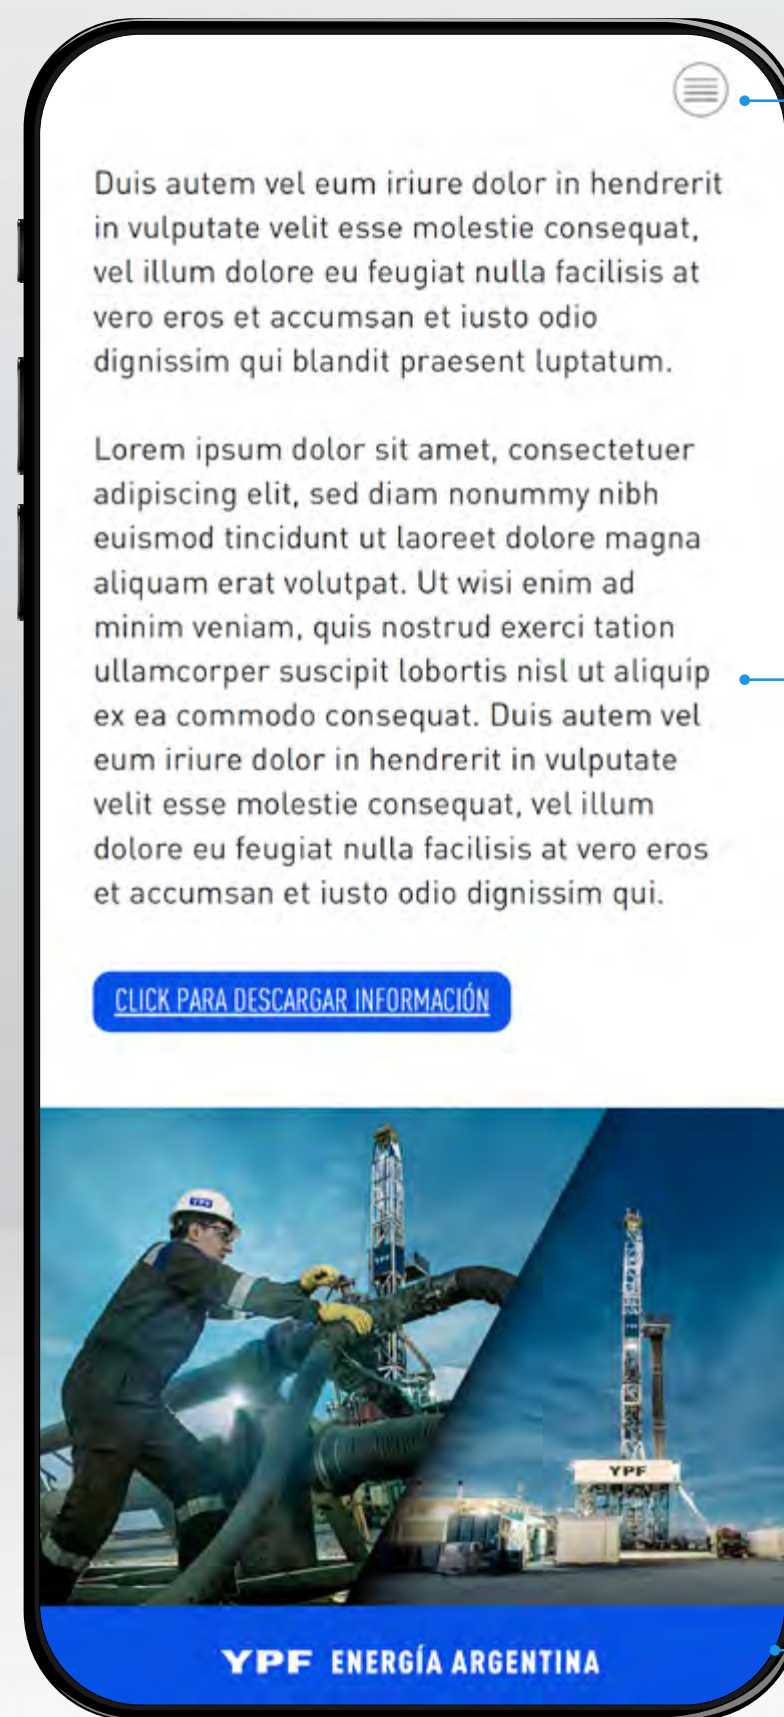 Duis autem vel eum iriure dolor in hendrerit
in vulputate velit esse molestie consequat,
vel illum dolore eu feugiat nulla facilisis at
vero eros et accumsan et iusto odio
dignissim qui blandit praesent luptatum.
Lorem ipsum dolor sit amet, consectetuer
adipiscing elit, sed diam nonummy nibh
euismod tincidunt ut laoreet dolore magna
aliquam erat volutpat. Ut wisi enim ad
minim veniam, quis nostrud exerci tation
ullamcorper suscipit lobortis nisl ut aliquip
ex ea commodo consequat. Duis autem vel
eum iriure dolor in hendrerit in vulputate
velit esse molestie consequat, vel illum
dolore eu feugiat nulla facilisis at vero eros
et accumsan et iusto odio dignissim qui.
CLICK PARA DESCARGAR INFORMACIÓN
YPF
YPF
YPF
YPF ENERGÍA ARGENTINA